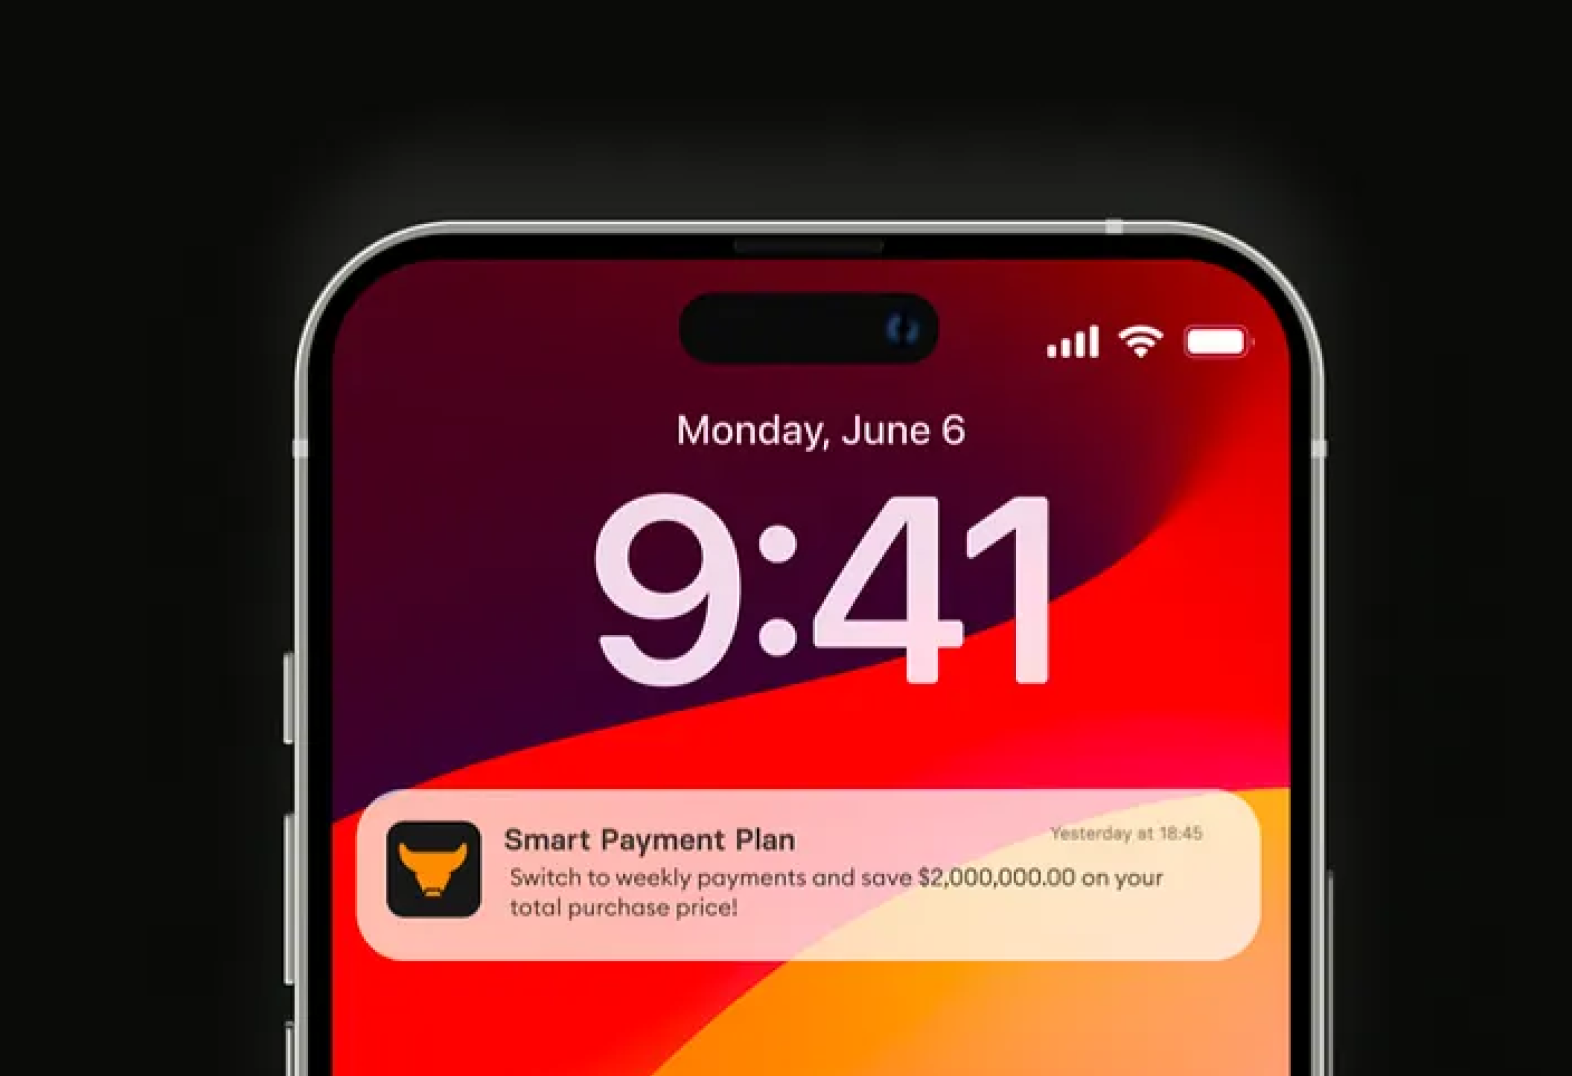 Monday, June 6
9:41
Smart Payment Plan
Yesterday at 18:45
Switch to weekly payments and save $2,000,000.00 on your
total purchase price!